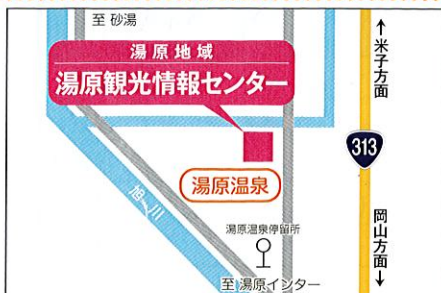 至 砂湯
湯原地域
湯原観光情報センター
↑米子方面
313
湯原温泉
旭川
湯原温泉停留所
岡山方面↓
至 湯原インター